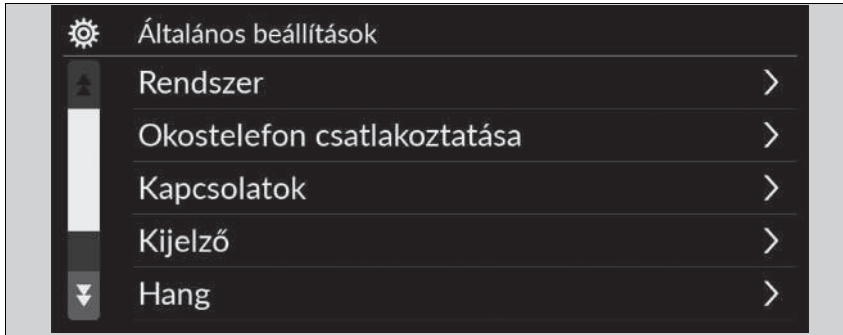 Általános beállítások
Rendszer
Okostelefon csatlakoztatása
Kapcsolatok
Kijelző
Hang